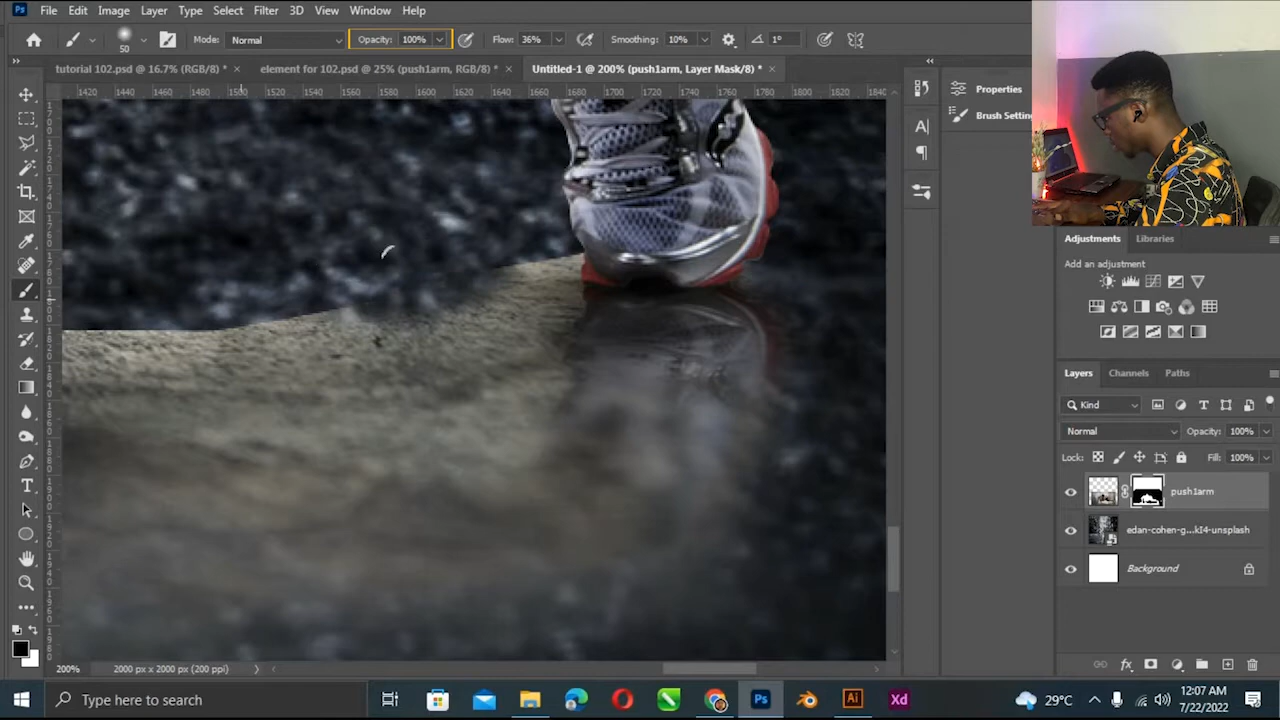 Ps File Edit Image Layer Type Select Filter 3D View Window Help
50 Mode: Normal Opacity: 100% Flow: 36% Smoothing: 10% 1°
tutorial 102.psd @ 16.7% (RGB/8) * × element for 102.psd @ 25% (push1arm, RGB/8) * × Untitled-1 @ 200% (push1arm, Layer Mask/8) * ×
1420 1440 1460 1480 1500 1520 1540 1560 1580 1600 1620 1640 1660 1680 1700 1720 1740 1760 1780 1800 1820 1840
Properties
Brush Settin
Adjustments Libraries
Add an adjustment
Layers Channels Paths
Kind
Normal Opacity: 100%
Lock: Fill: 100%
push1arm
edan-cohen-g...kI4-unsplash
Background
200% 2000 px x 2000 px (200 ppi)
Type here to search
Ps Ai Xd
29°C
12:07 AM
7/22/2022